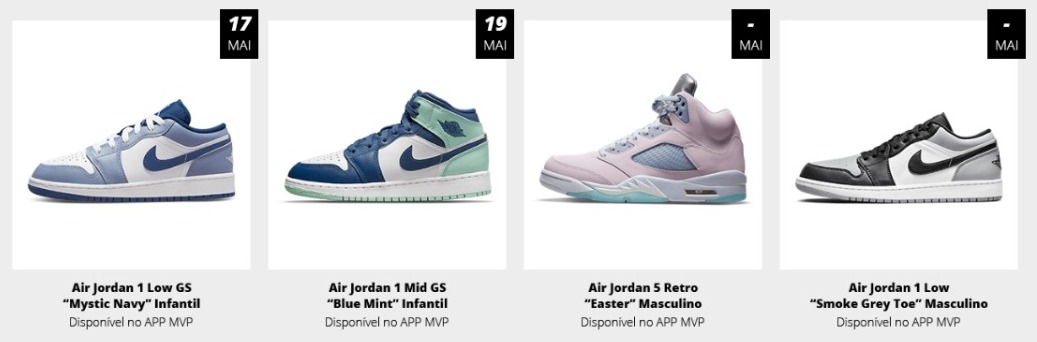 17
MAI
19
MAI
-
MAI
-
MAI
Air Jordan 1 Low GS
“Mystic Navy” Infantil
Disponível no APP MVP
Air Jordan 1 Mid GS
“Blue Mint” Infantil
Disponível no APP MVP
Air Jordan 5 Retro
“Easter” Masculino
Disponível no APP MVP
Air Jordan 1 Low
“Smoke Grey Toe” Masculino
Disponível no APP MVP